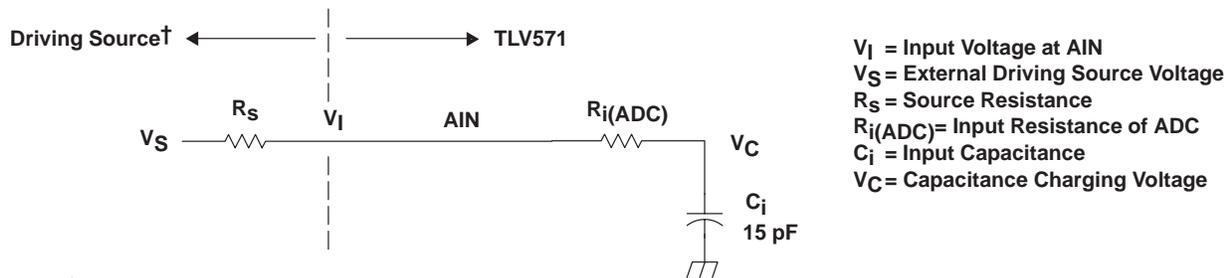 Driving Source† TLV571
Rs VI AIN Ri(ADC)
VS VC
Ci
15 pF
VI = Input Voltage at AIN
VS = External Driving Source Voltage
Rs = Source Resistance
Ri(ADC) = Input Resistance of ADC
Ci = Input Capacitance
VC = Capacitance Charging Voltage